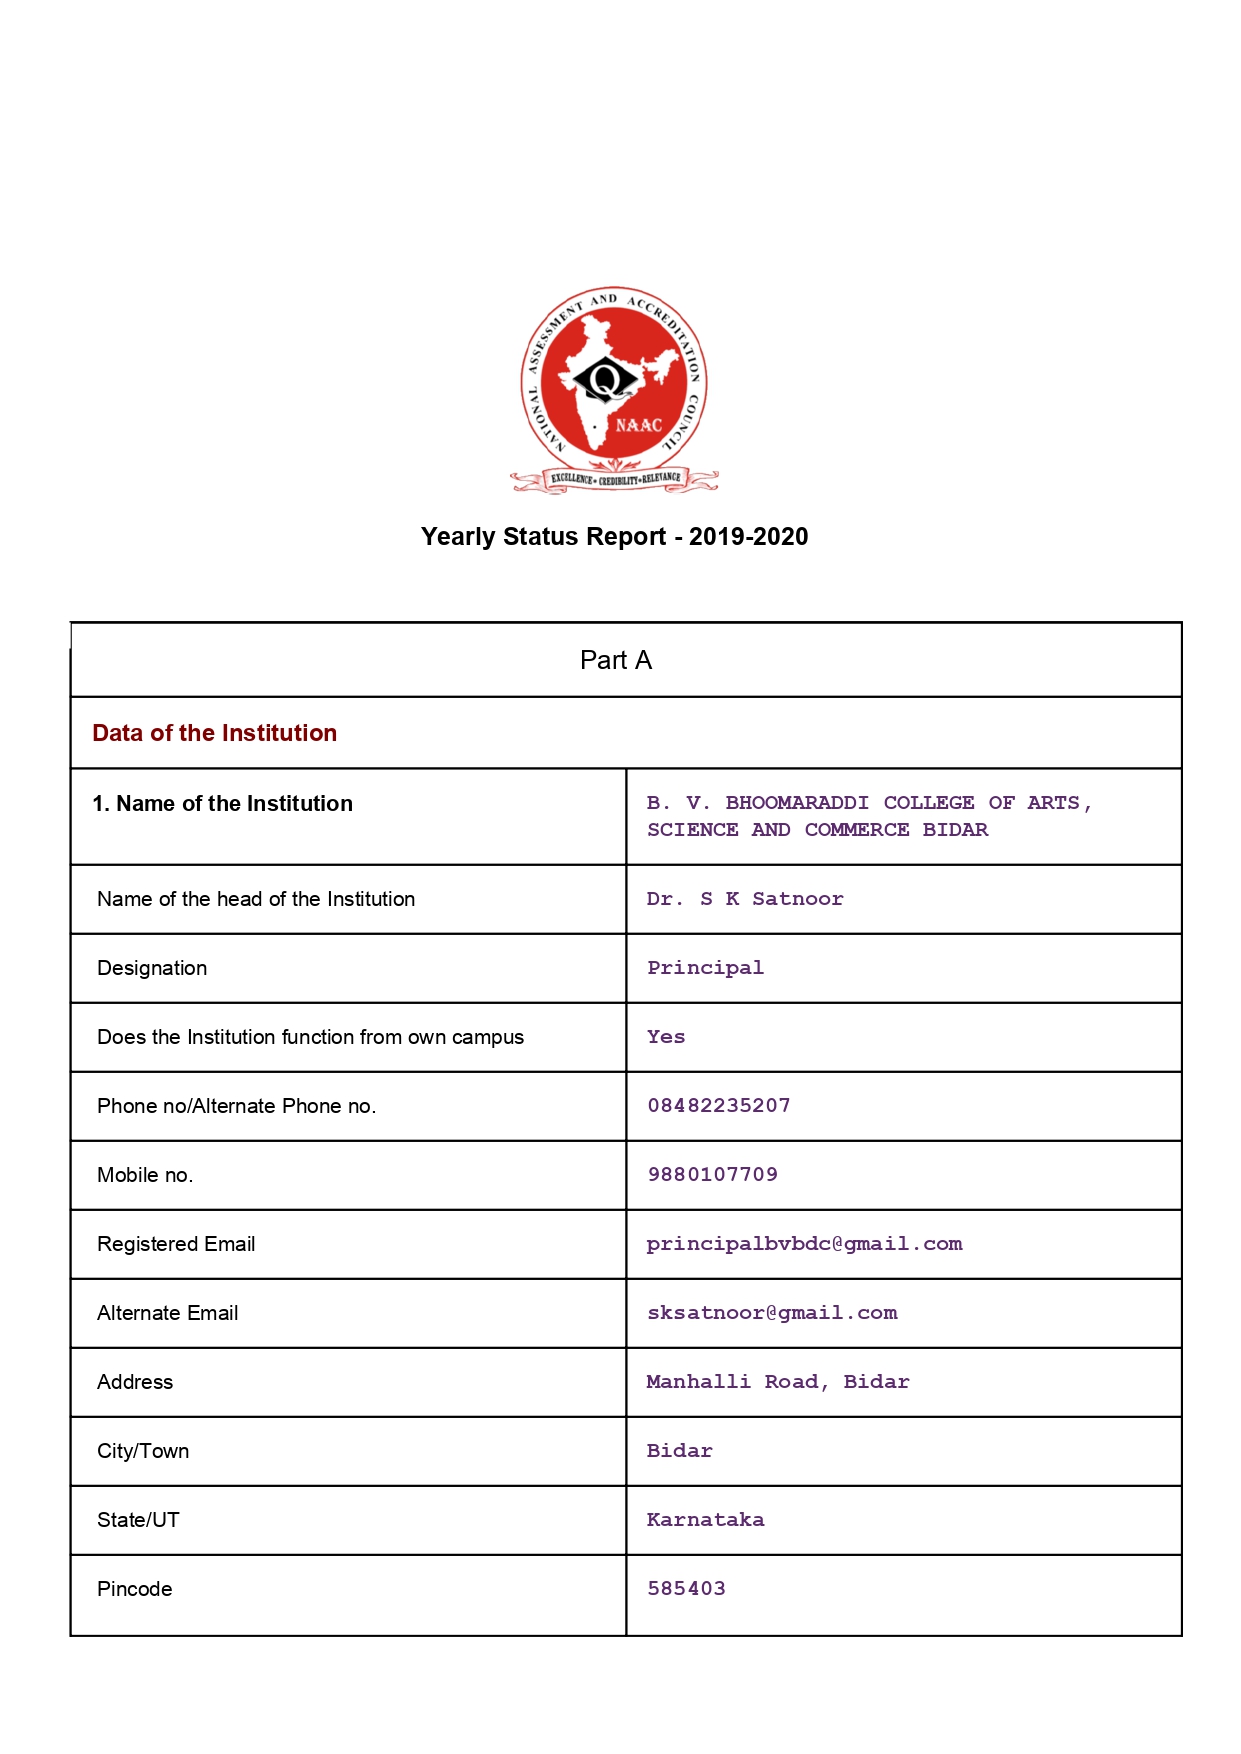 NATIONAL ASSESSMENT AND ACCREDITATION COUNCIL
Q
NAAC
EXCELLENCE • CREDIBILITY • RELEVANCE
Yearly Status Report - 2019-2020
Part A
Data of the Institution
1. Name of the Institution
B. V. BHOOMARADDI COLLEGE OF ARTS,
SCIENCE AND COMMERCE BIDAR
Name of the head of the Institution
Dr. S K Satnoor
Designation
Principal
Does the Institution function from own campus
Yes
Phone no/Alternate Phone no.
08482235207
Mobile no.
9880107709
Registered Email
principalbvbdc@gmail.com
Alternate Email
sksatnoor@gmail.com
Address
Manhalli Road, Bidar
City/Town
Bidar
State/UT
Karnataka
Pincode
585403